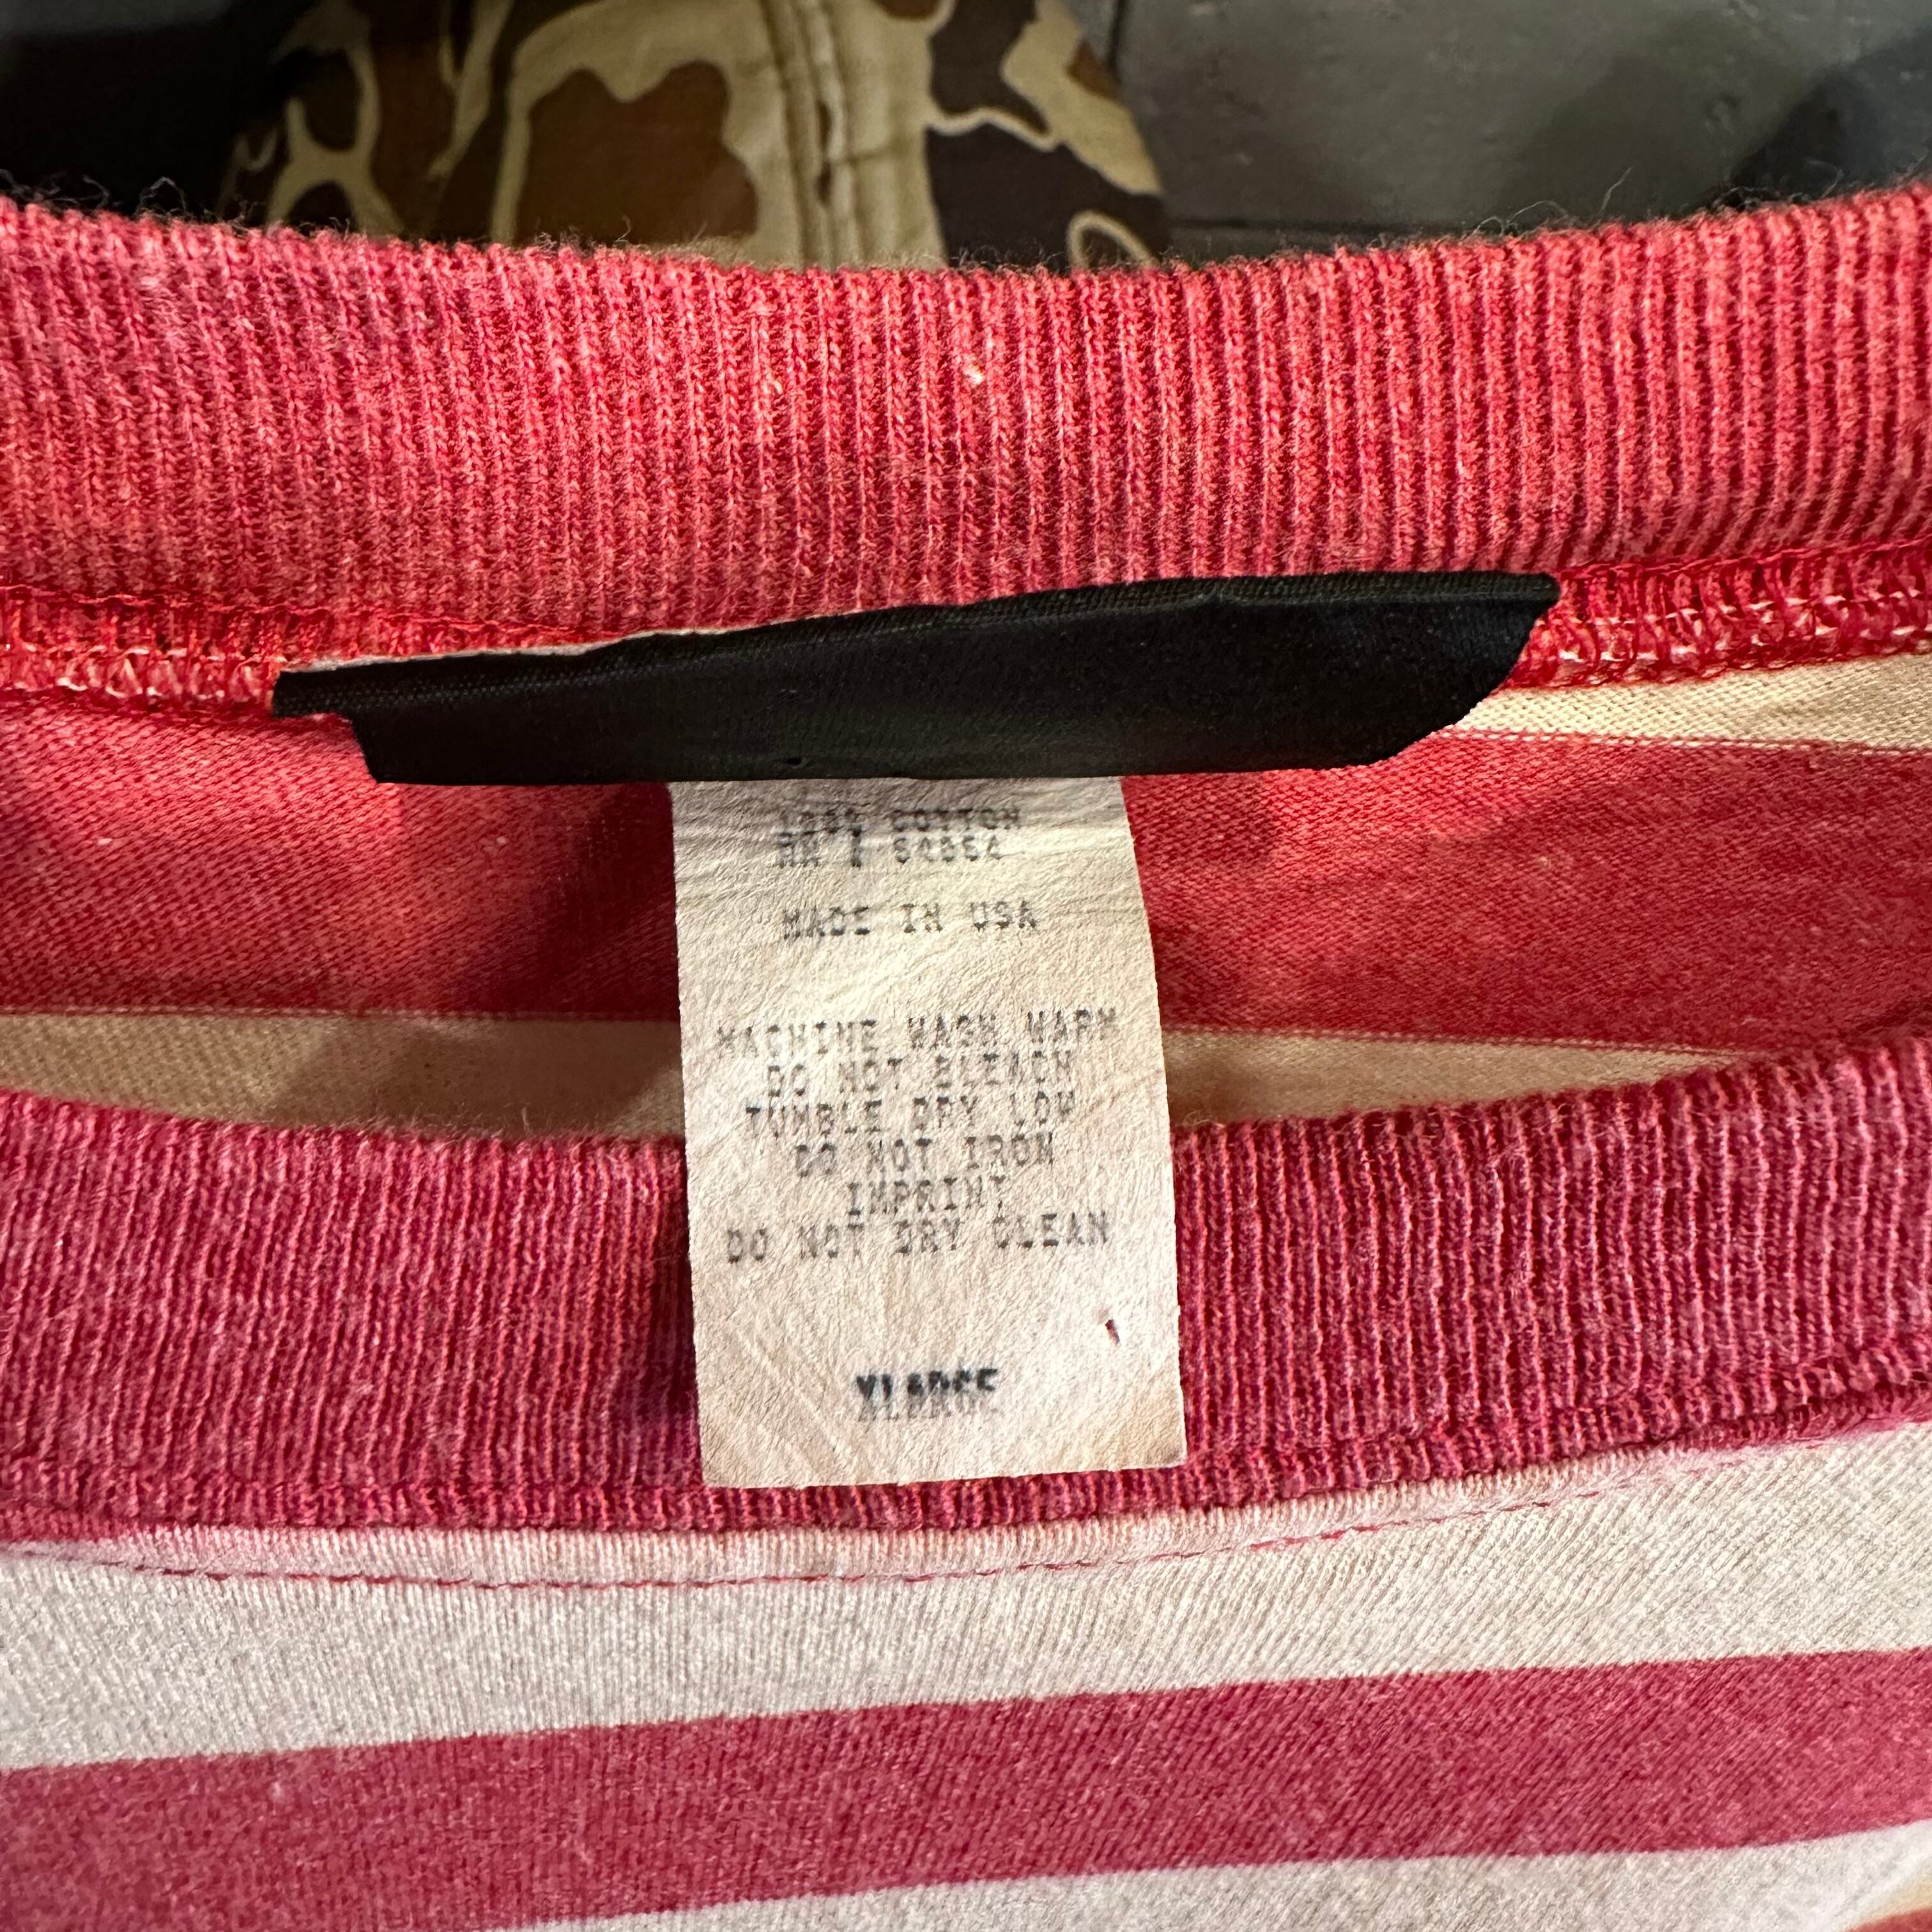 100% COTTON
RN #
MADE IN USA
MACHINE WASH WARM
DO NOT BLEACH
TUMBLE DRY LOW
DO NOT IRON
IMPRINT
DO NOT DRY CLEAN
XLARGE